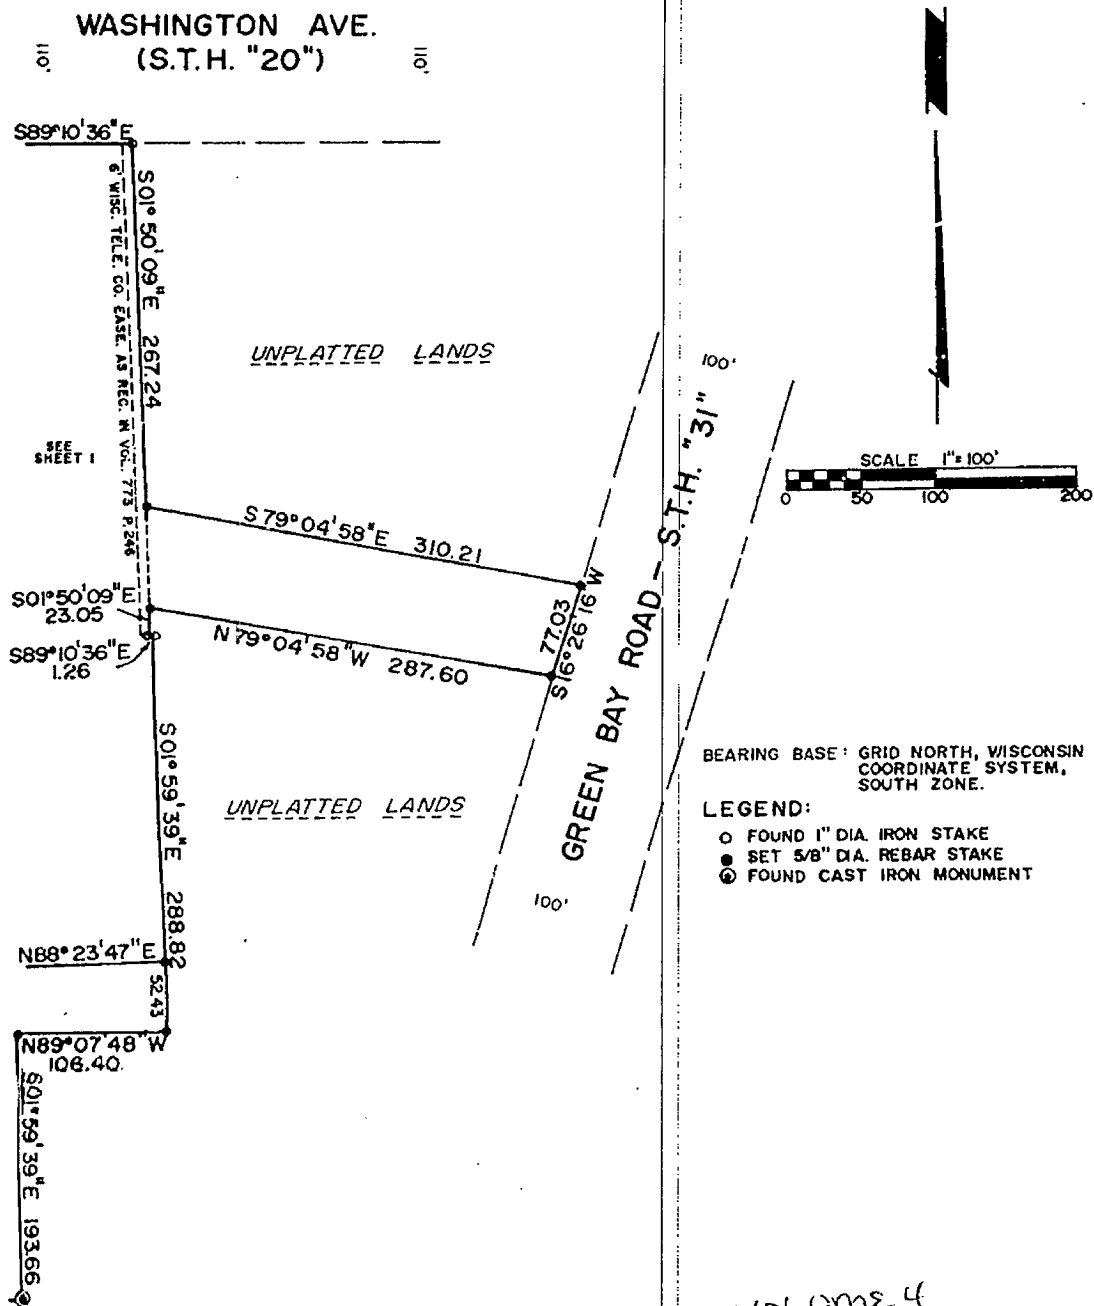 WASHINGTON AVE.
(S.T.H. "20")
110'
110'
S89°10'36"E
S01°50'09"E 267.24
6' WISC. TELE. CO. EASE. AS REC. IN VOL. 773 P. 246
UNPLATTED LANDS
100'
SEE
SHEET 1
SCALE 1"=100'
0 50 100 200
S79°04'58"E 310.21
S01°50'09"E
23.05
77.03
S16°26'16"W
N79°04'58"W 287.60
S89°10'36"E
1.26
GREEN BAY ROAD - S.T.H. "31"
S01°59'39"E 288.82
BEARING BASE: GRID NORTH, WISCONSIN
COORDINATE SYSTEM,
SOUTH ZONE.
UNPLATTED LANDS
LEGEND:
FOUND 1" DIA. IRON STAKE
SET 5/8" DIA. REBAR STAKE
FOUND CAST IRON MONUMENT
100'
N88°23'47"E
52.43
N89°07'48"W
106.40
S01°59'39"E 193.66